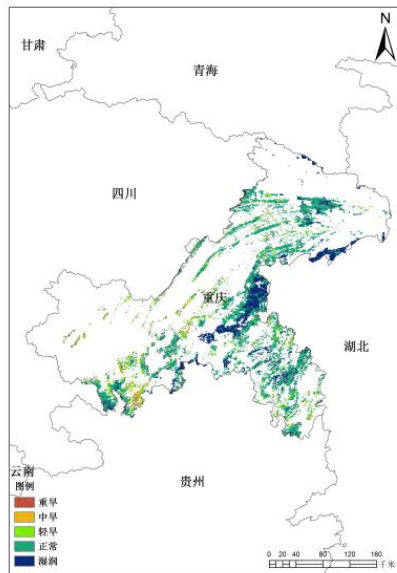 N
甘肃
青海
四川
重庆
湖北
云南
贵州
图例
重旱
中旱
轻旱
正常
湿润
0 20 40 80 120 160
千米